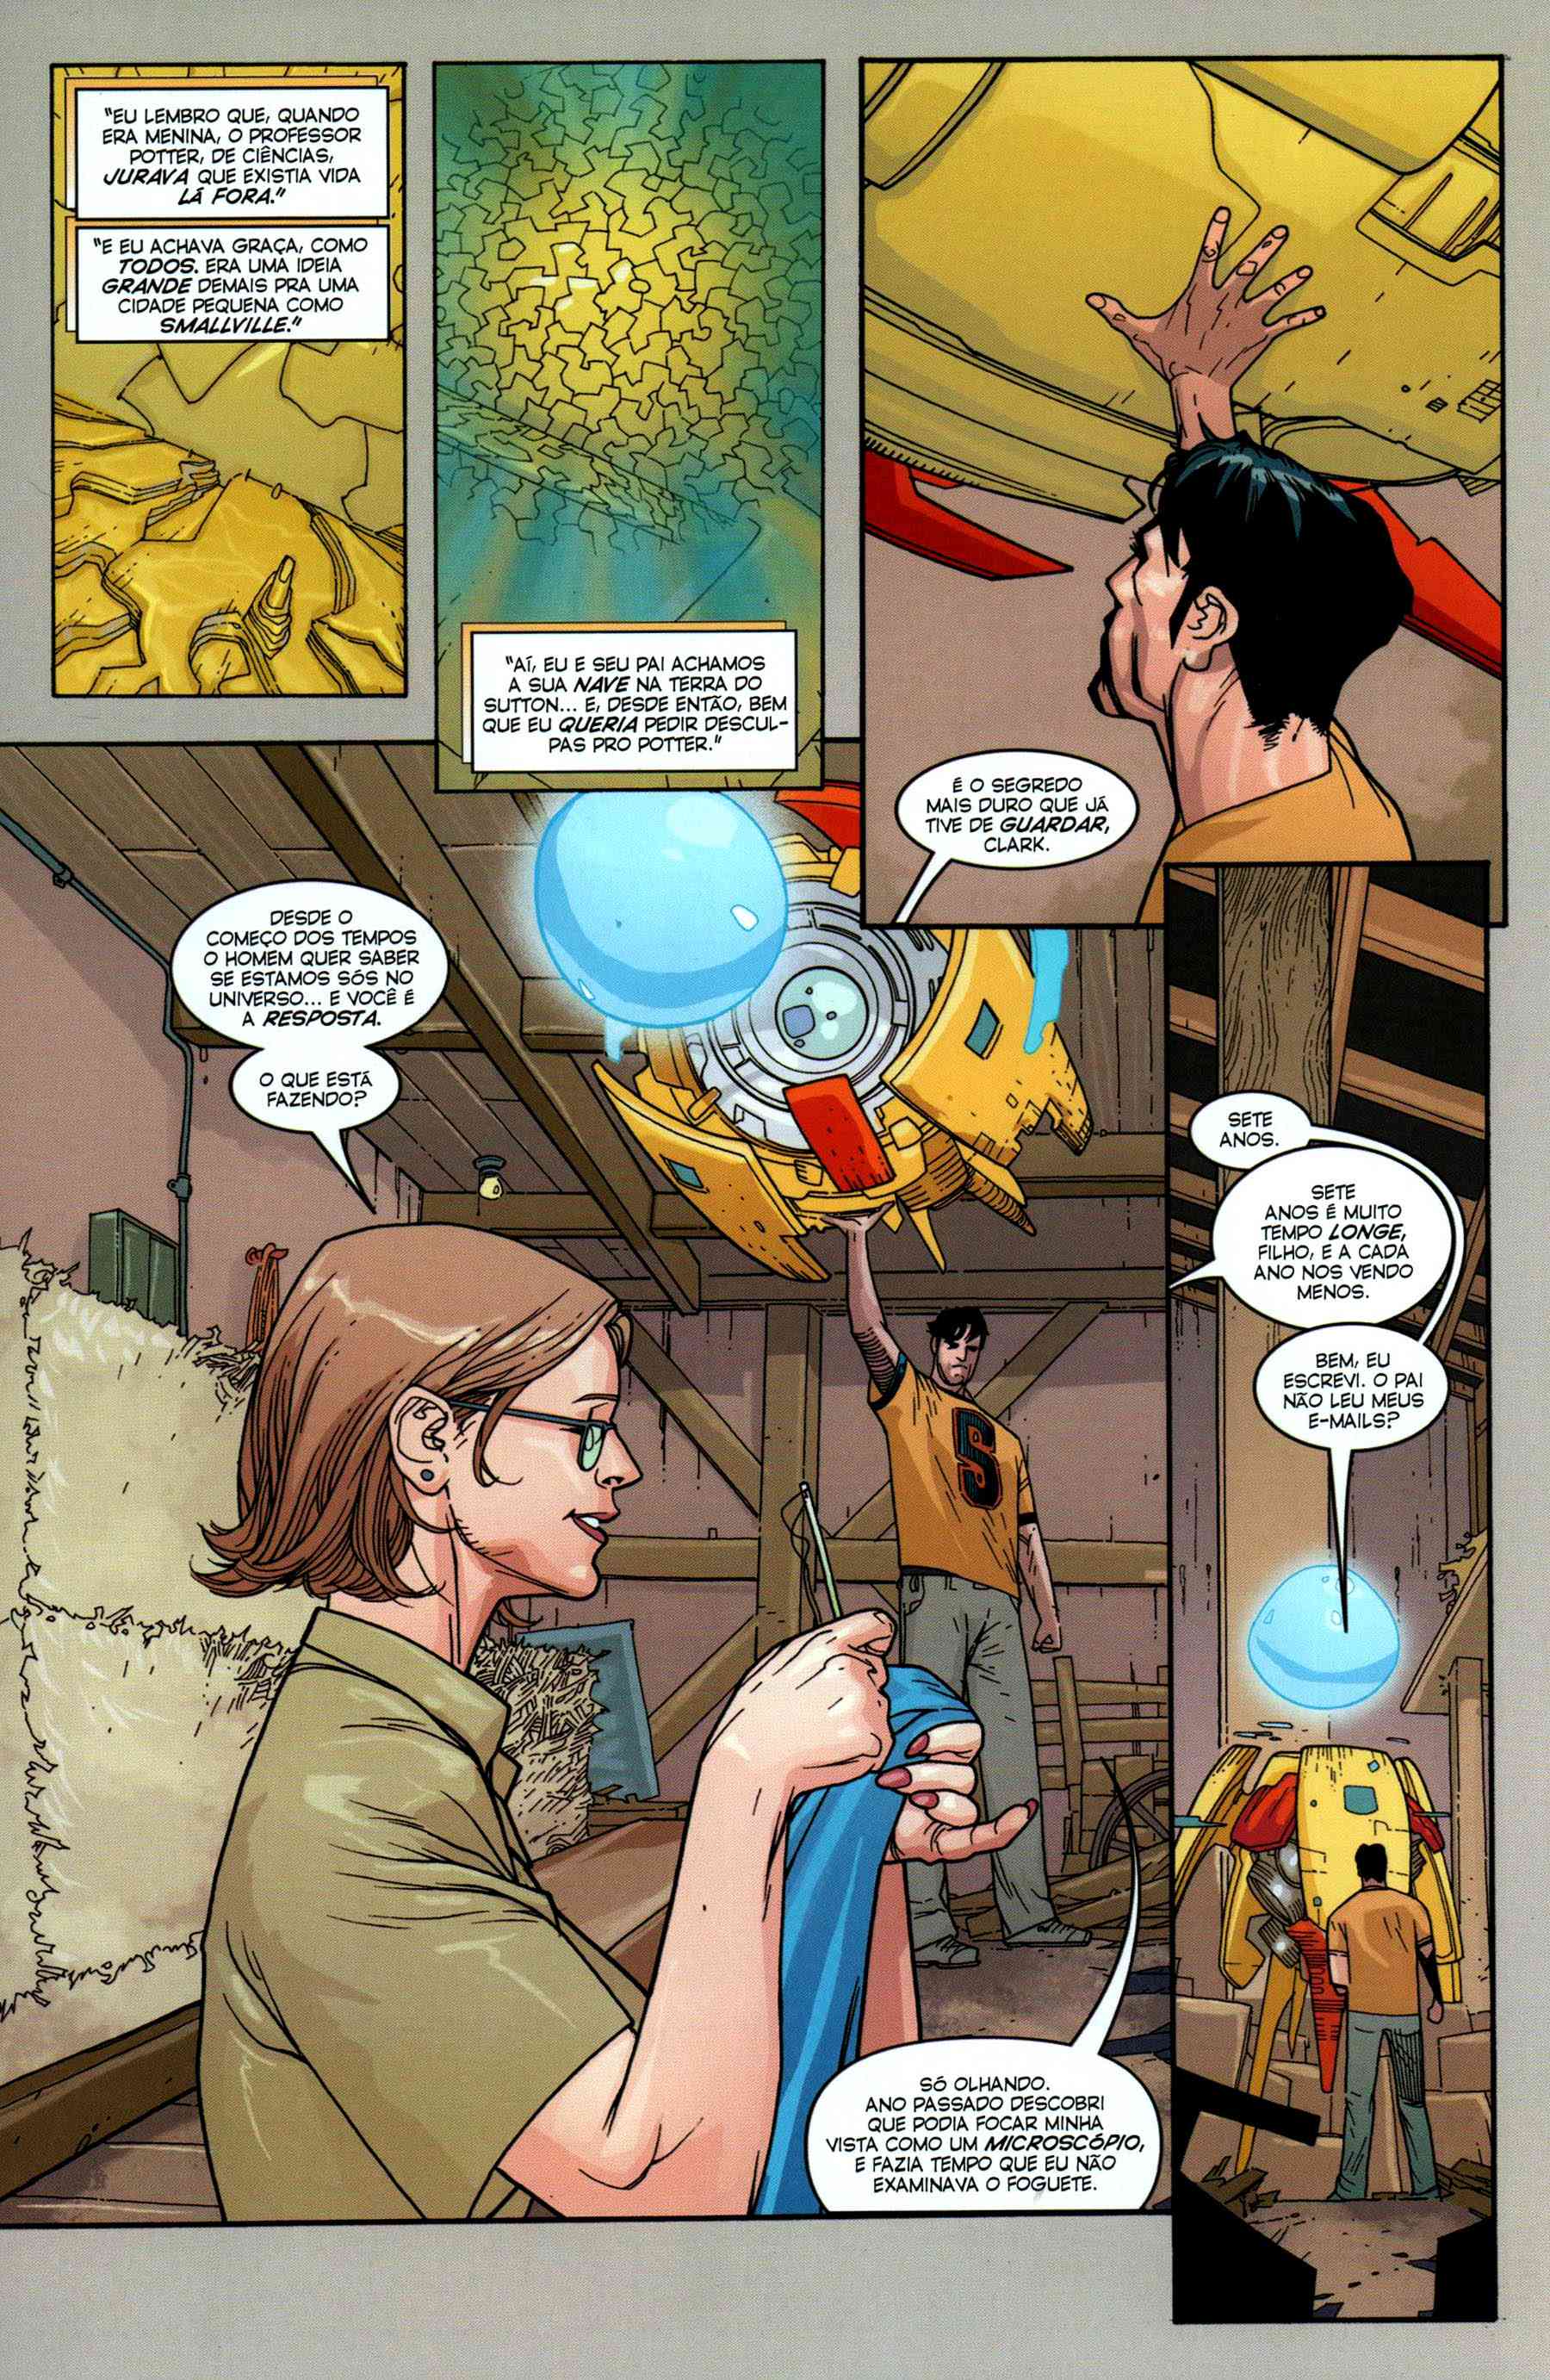 "EU LEMBRO QUE, QUANDO
ERA MENINA, O PROFESSOR
POTTER, DE CIÊNCIAS,
JURAVA QUE EXISTIA VIDA
LÁ FORA."
"E EU ACHAVA GRAÇA, COMO
TODOS. ERA UMA IDEIA
GRANDE DEMAIS PRA UMA
CIDADE PEQUENA COMO
SMALLVILLE."
"AÍ, EU E SEU PAI ACHAMOS
A SUA NAVE NA TERRA DO
SUTTON... E, DESDE ENTÃO, BEM
QUE EU QUERIA PEDIR DESCUL-
PAS PRO POTTER."
É O SEGREDO
MAIS DURO QUE JÁ
TIVE DE GUARDAR,
CLARK.
DESDE O
COMEÇO DOS TEMPOS
O HOMEM QUER SABER
SE ESTAMOS SÓS NO
UNIVERSO... E VOCÊ É
A RESPOSTA.
O QUE ESTÁ
FAZENDO?
S
SÓ OLHANDO.
ANO PASSADO DESCOBRI
QUE PODIA FOCAR MINHA
VISTA COMO UM MICROSCÓPIO,
E FAZIA TEMPO QUE EU NÃO
EXAMINAVA O FOGUETE.
SETE
ANOS.
SETE
ANOS É MUITO
TEMPO LONGE,
FILHO, E A CADA
ANO NOS VENDO
MENOS.
BEM, EU
ESCREVI. O PAI
NÃO LEU MEUS
E-MAILS?